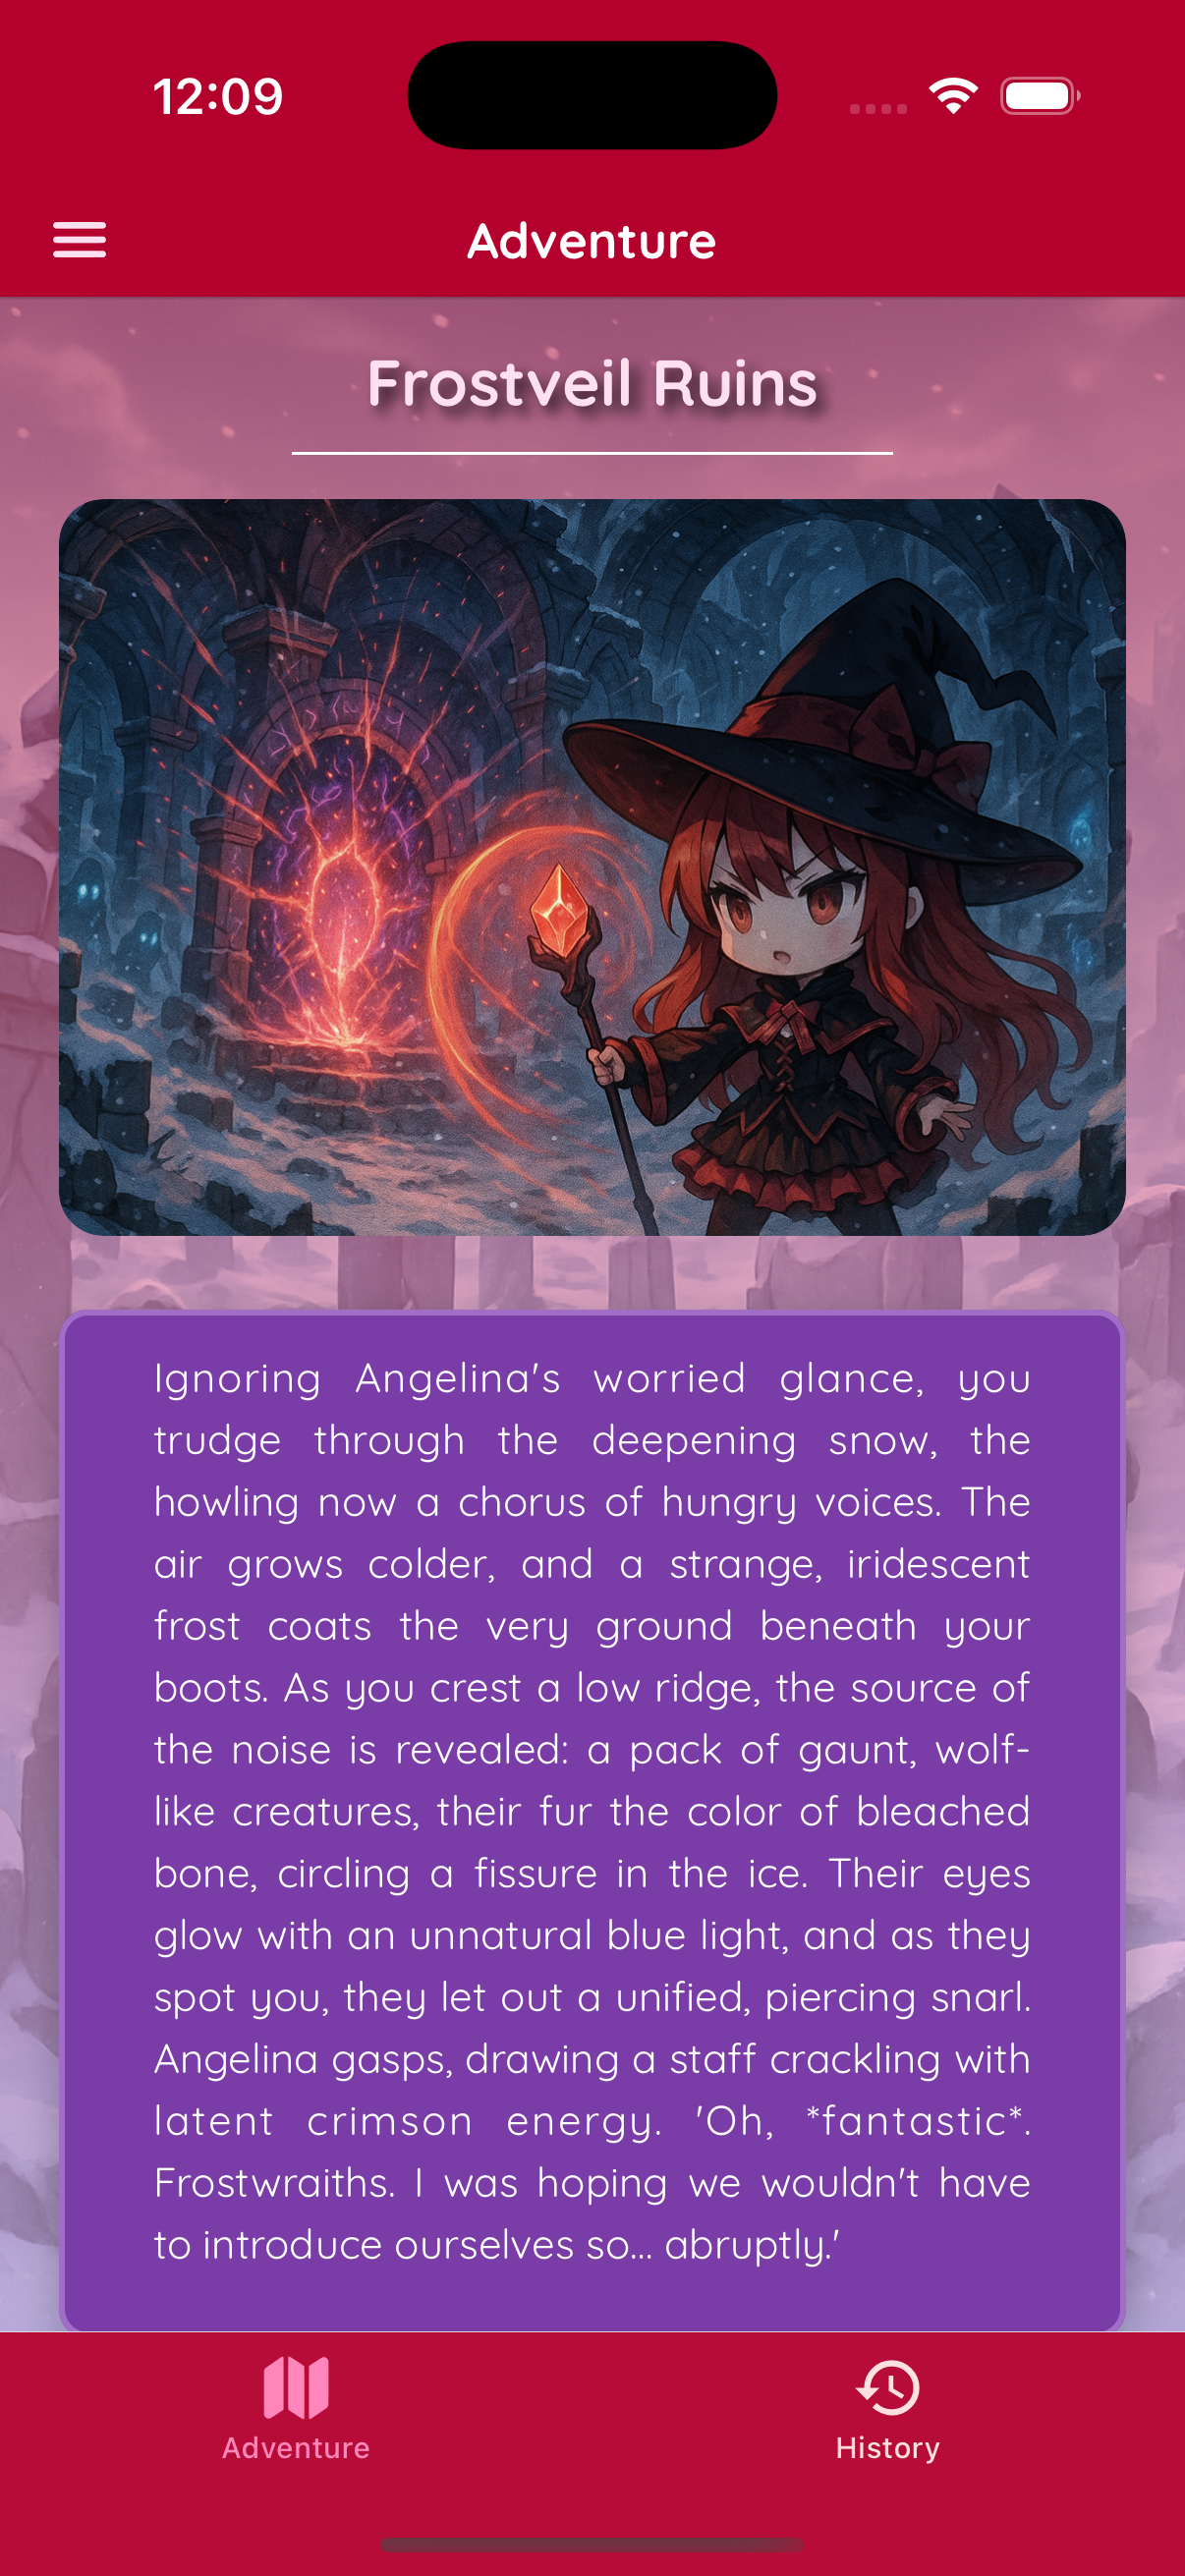 12:09
Adventure
Frostveil Ruins
Ignoring Angelina's worried glance, you
trudge through the deepening snow, the
howling now a chorus of hungry voices. The
air grows colder, and a strange, iridescent
frost coats the very ground beneath your
boots. As you crest a low ridge, the source of
the noise is revealed: a pack of gaunt, wolf-
like creatures, their fur the color of bleached
bone, circling a fissure in the ice. Their eyes
glow with an unnatural blue light, and as they
spot you, they let out a unified, piercing snarl.
Angelina gasps, drawing a staff crackling with
latent crimson energy. 'Oh, *fantastic*.
Frostwraiths. I was hoping we wouldn't have
to introduce ourselves so... abruptly.'
Adventure
History